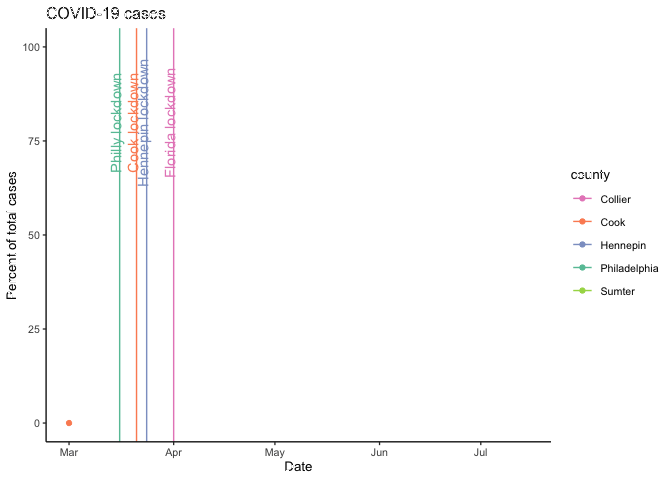 COVID-19 cases
100
75
50
25
0
Percent of total cases
Philly lockdown
Cook lockdown
Hennepin lockdown
Florida lockdown
Mar
Apr
May
Jun
Jul
Date
county
Collier
Cook
Hennepin
Philadelphia
Sumter